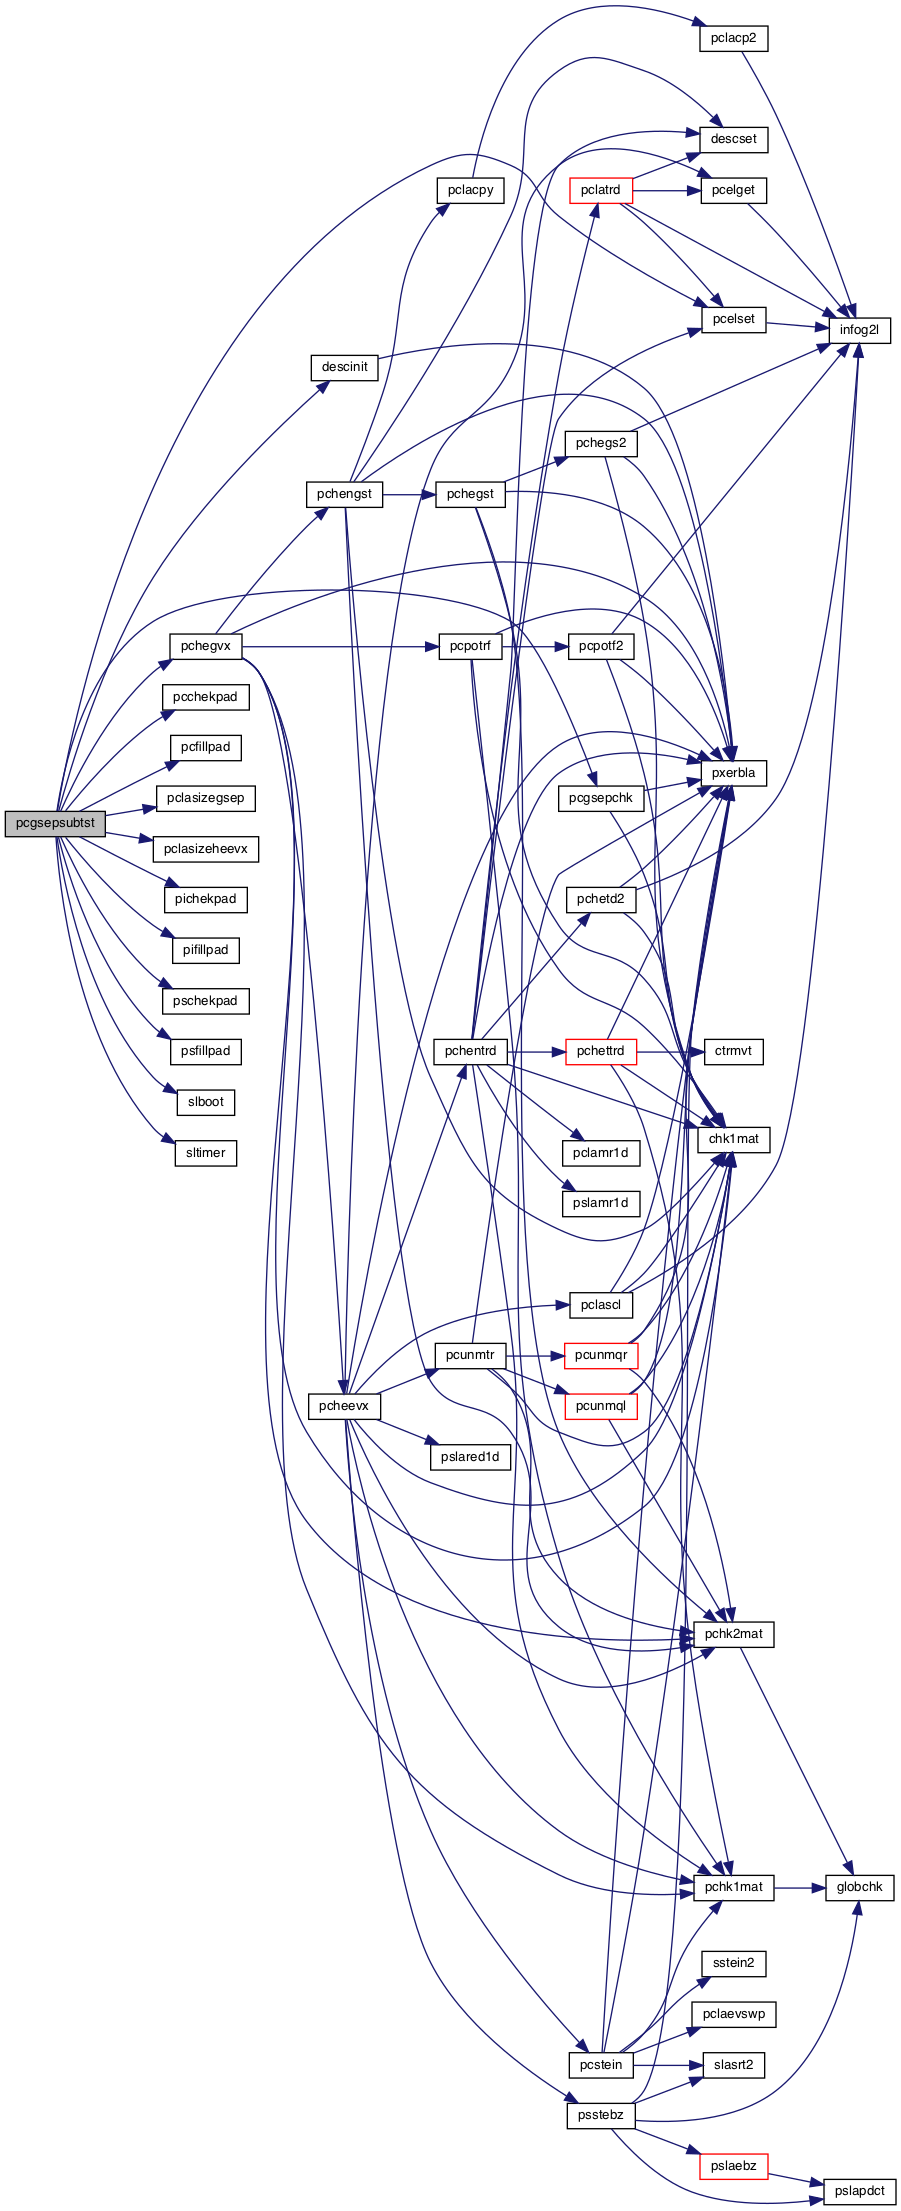 pclacp2
descset
pclacpy
pclatrd
pcelget
pcelset
infog2l
descinit
pchegs2
pchengst
pchegst
pchegvx
pcpotrf
pcpotf2
pcchekpad
pcfillpad
pxerbla
pclasizegsep
pcgsepchk
pcgsepsubtst
pclasizeheevx
pichekpad
pchetd2
pifillpad
pschekpad
psfillpad
pchentrd
pchettrd
ctrmvt
slboot
sltimer
pclamr1d
chk1mat
pslamr1d
pclascl
pcunmtr
pcunmqr
pcheevx
pcunmql
pslared1d
pchk2mat
pchk1mat
globchk
sstein2
pclaevswp
pcstein
slasrt2
psstebz
pslaebz
pslapdct